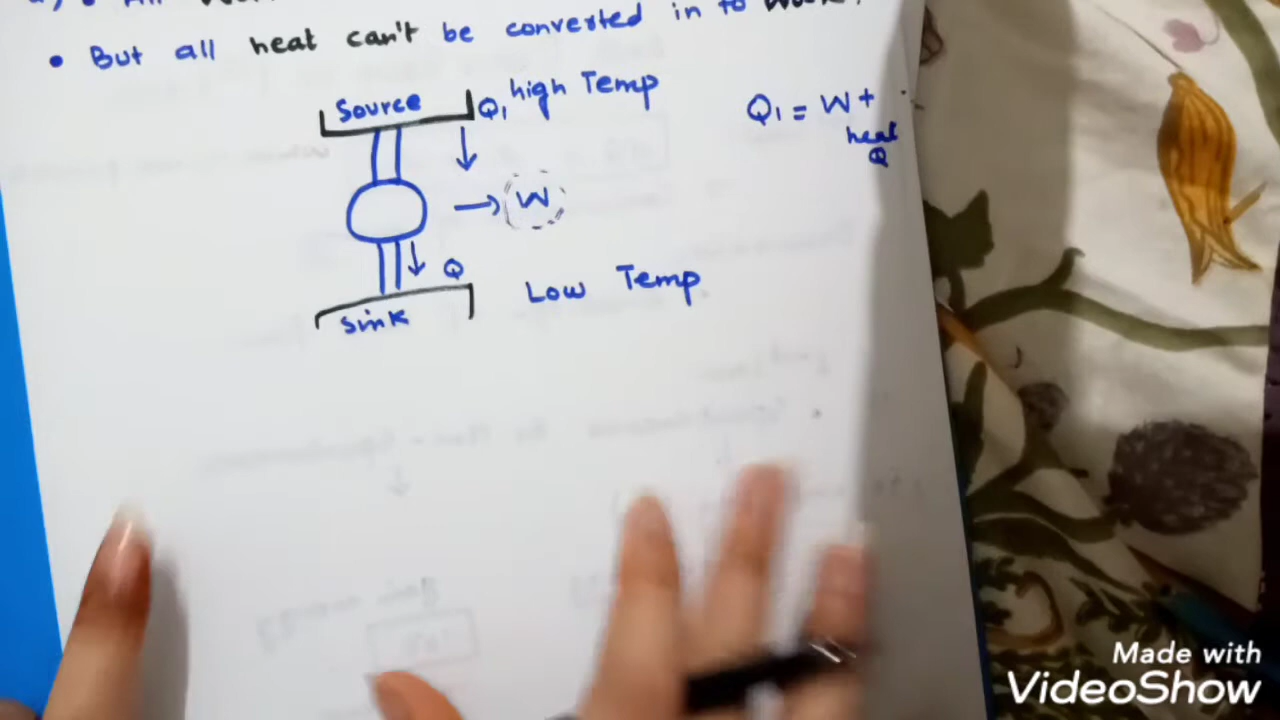 • All
• But all heat can't be converted in to work.
Source Q1 high Temp
Q1 = W +
heat
Q
W
Q
Low Temp
Sink
Made with
VideoShow